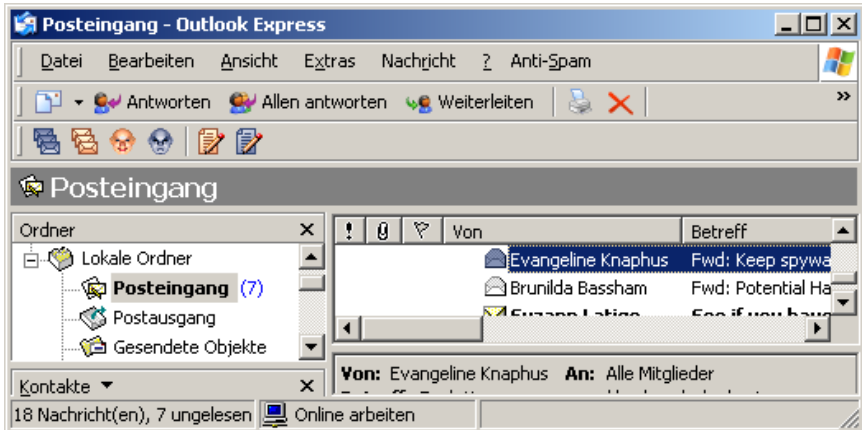 Posteingang - Outlook Express
Datei Bearbeiten Ansicht Extras Nachricht ? Anti-Spam
Antworten Allen antworten Weiterleiten »
Posteingang
Ordner x
! Von Betreff
Lokale Ordner
Evangeline Knaphus Fwd: Keep spywa
Posteingang (7)
Brunilda Bassham Fwd: Potential Ha
Postausgang
Gesendete Objekte
Von: Evangeline Knaphus An: Alle Mitglieder
Kontakte x
18 Nachricht(en), 7 ungelesen Online arbeiten